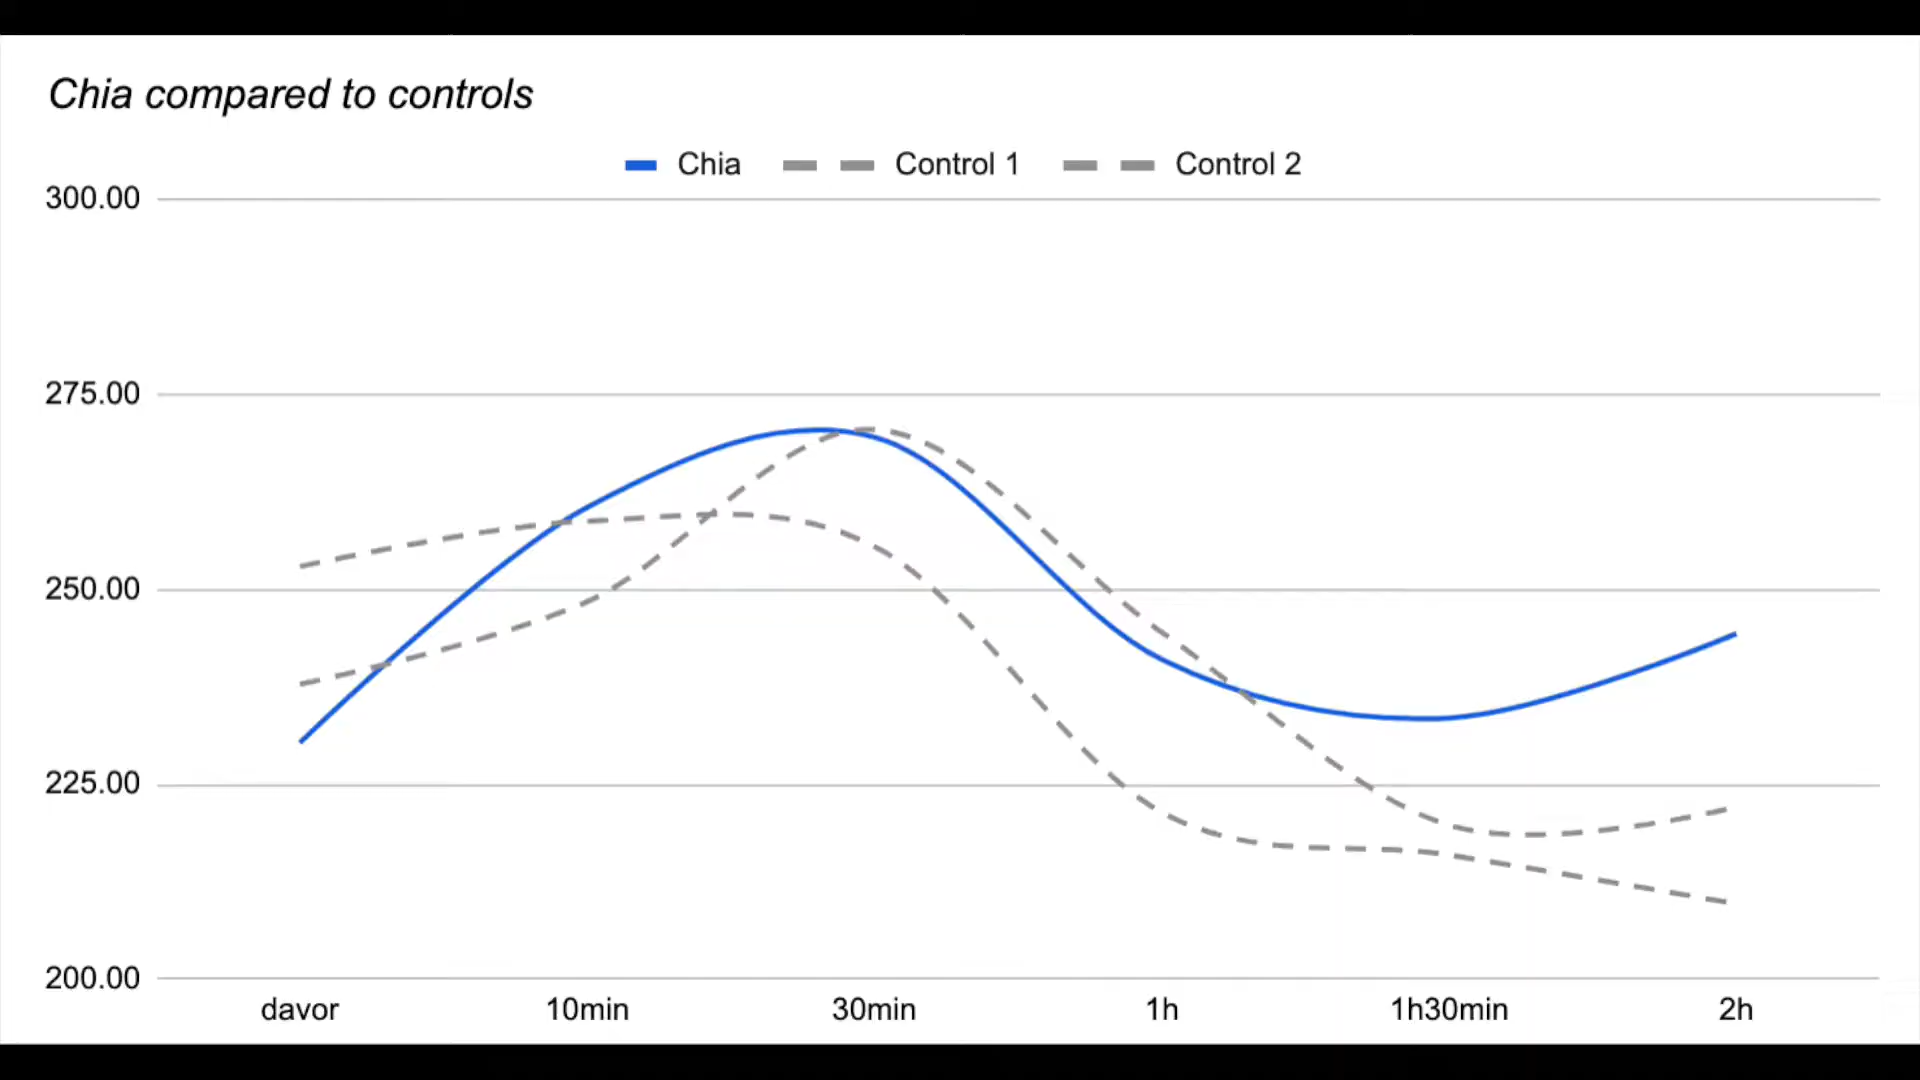 Chia compared to controls
Chia Control 1 Control 2
300.00
275.00
250.00
225.00
200.00
davor 10min 30min 1h 1h30min 2h